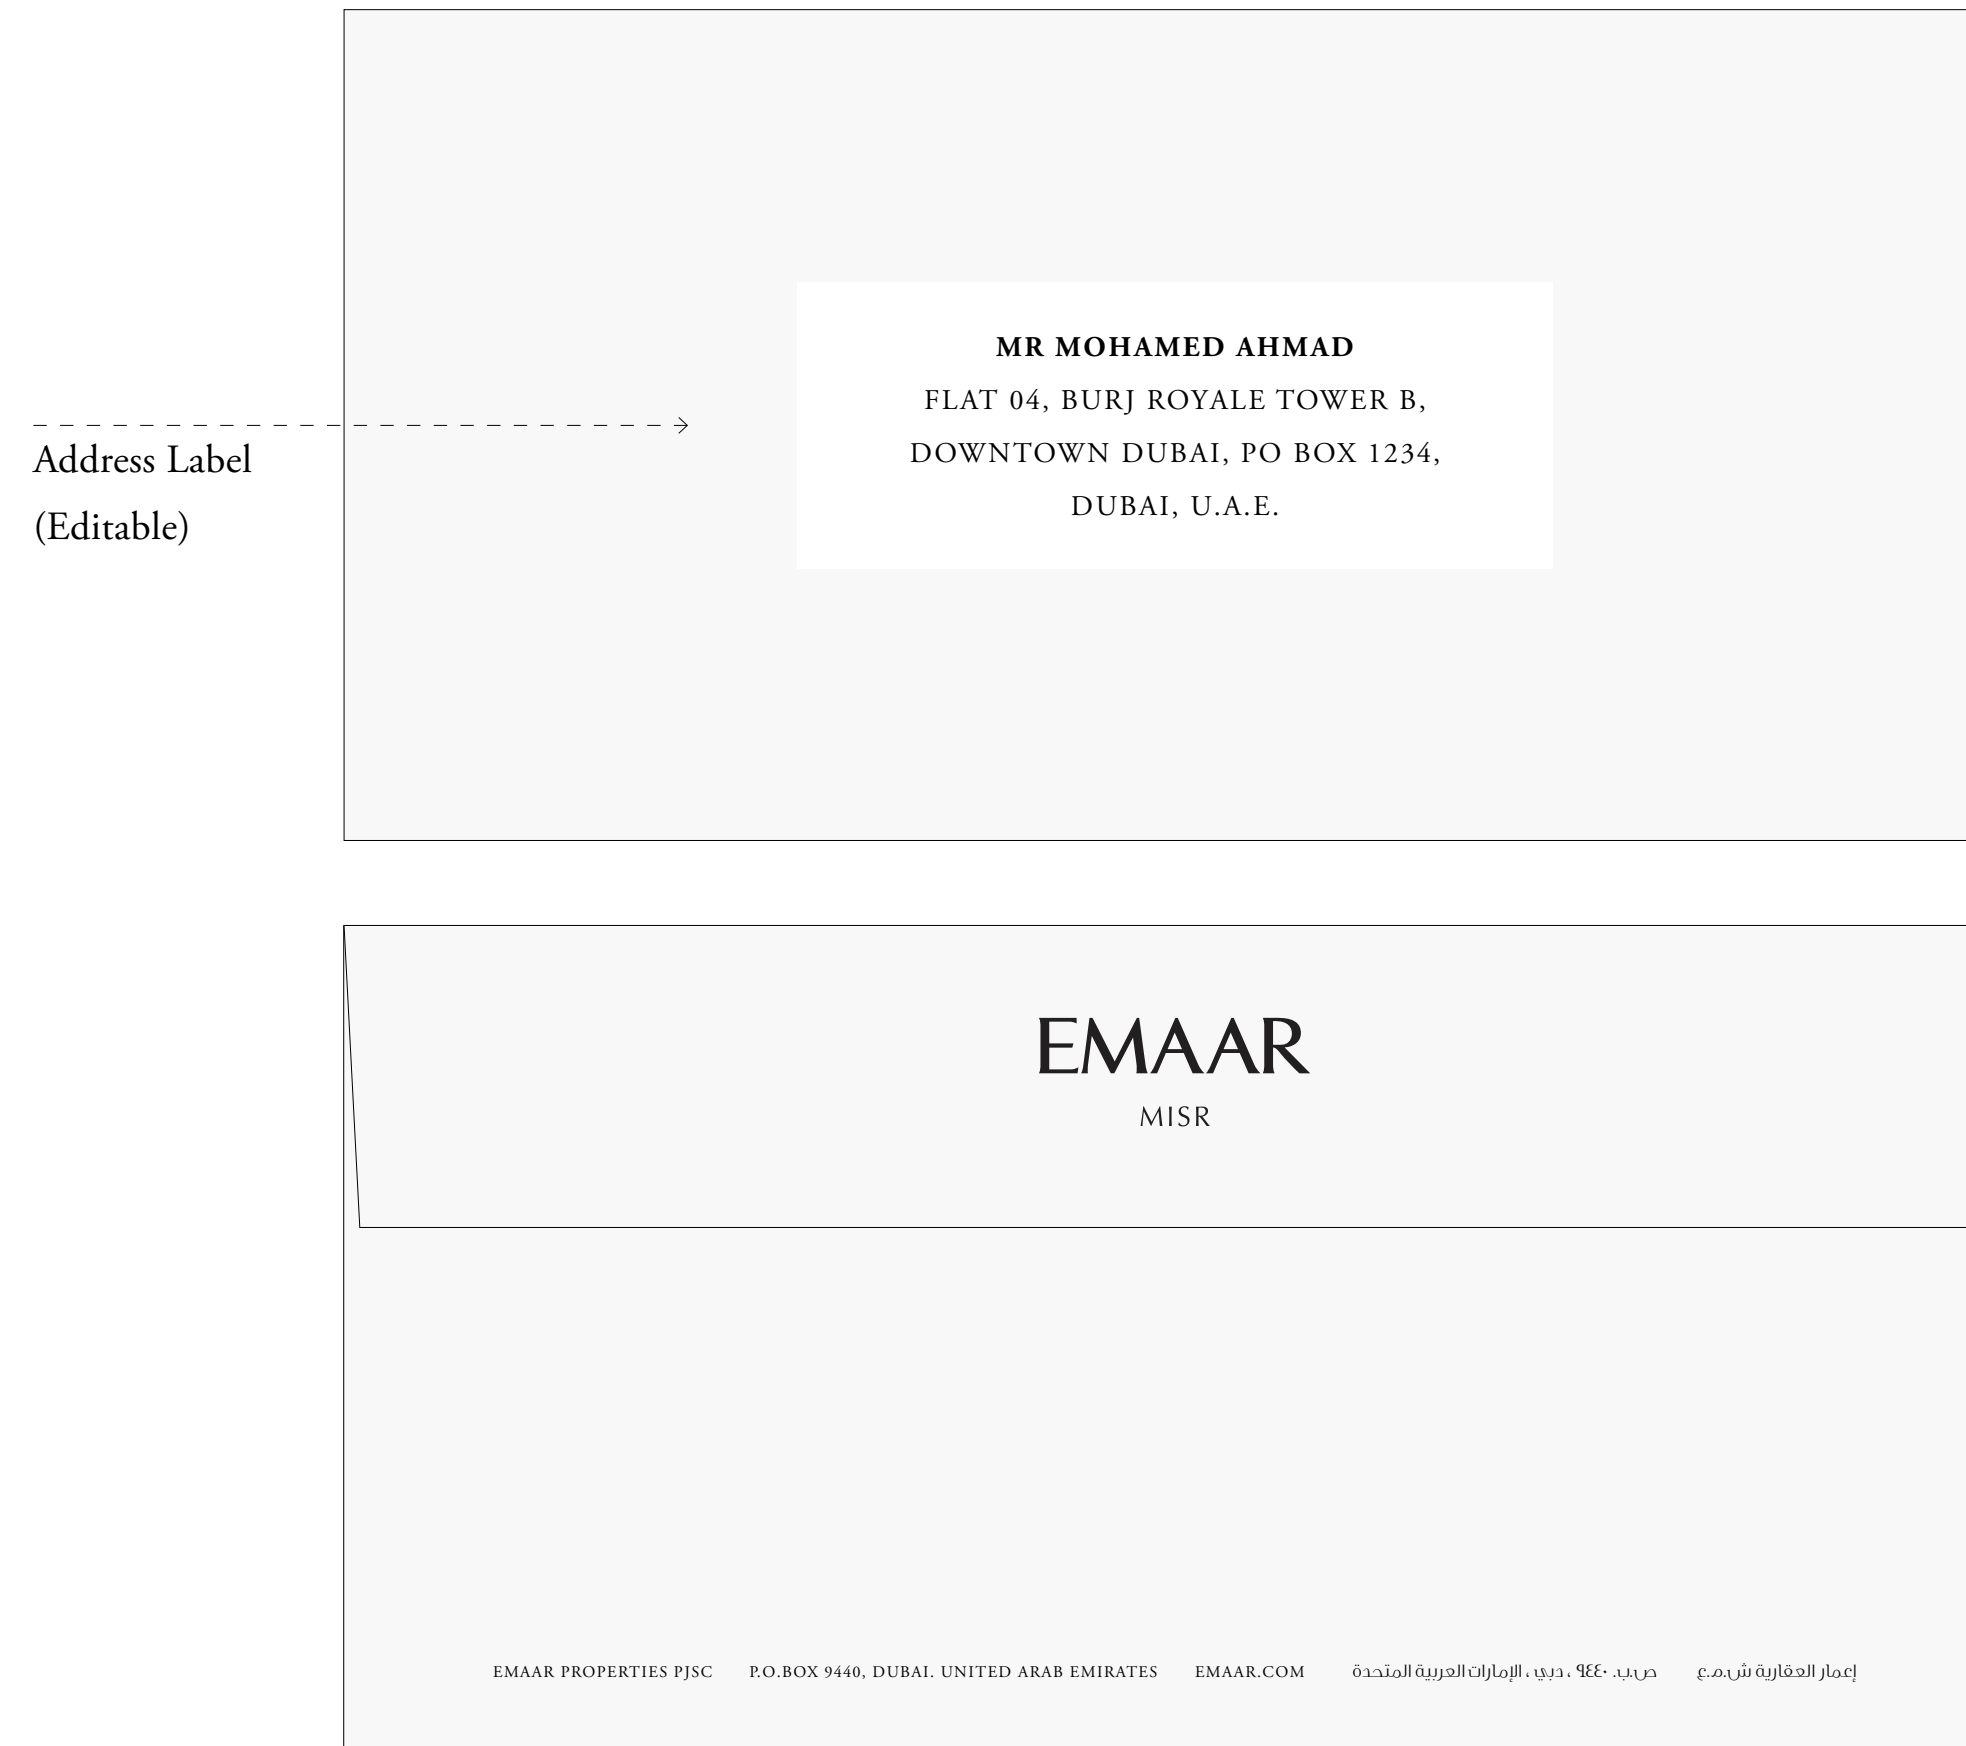 MR MOHAMED AHMAD
FLAT 04, BURJ ROYALE TOWER B,
DOWNTOWN DUBAI, PO BOX 1234,
DUBAI, U.A.E.
Address Label
(Editable)
EMAAR
MISR
EMAAR PROPERTIES PJSC P.O.BOX 9440, DUBAI. UNITED ARAB EMIRATES EMAAR.COM إعمار العقارية ش.م.ع ص.ب. ٩٤٤٠ ، دبي ، الإمارات العربية المتحدة